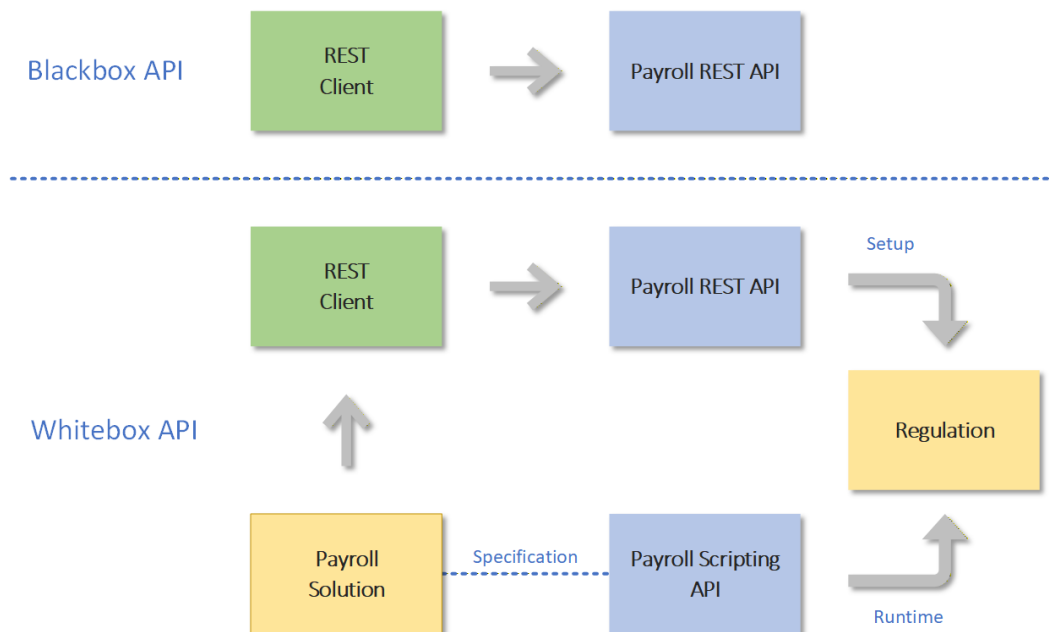 Blackbox API
REST
Client
Payroll REST API
REST
Client
Payroll REST API
Setup
Whitebox API
Regulation
Payroll
Solution
Specification
Payroll Scripting
API
Runtime